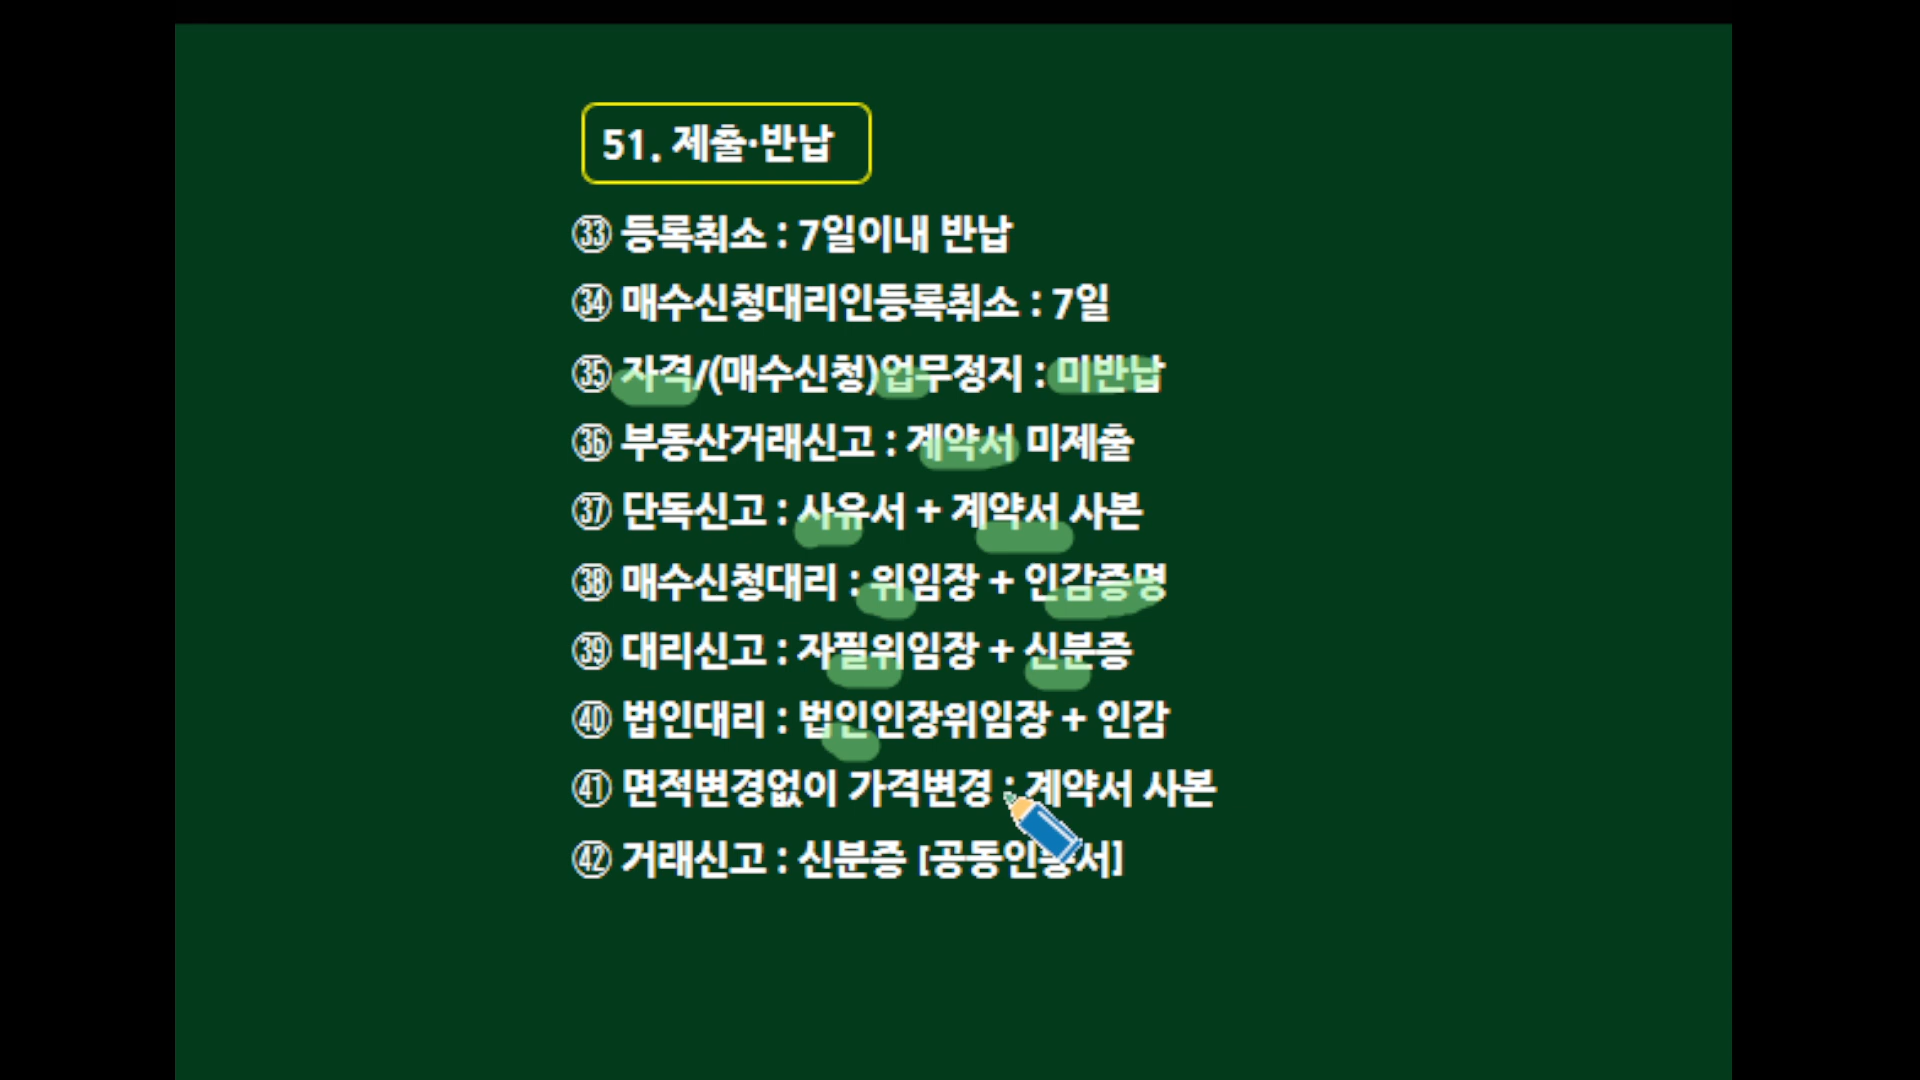 51. 제출·반납
㉝ 등록취소 : 7일이내 반납
㉞ 매수신청대리인등록취소 : 7일
㉟ 자격/(매수신청)업무정지 : 미반납
㊱ 부동산거래신고 : 계약서 미제출
㊲ 단독신고 : 사유서 + 계약서 사본
㊳ 매수신청대리 : 위임장 + 인감증명
㊴ 대리신고 : 자필위임장 + 신분증
㊵ 법인대리 : 법인인장위임장 + 인감
㊶ 면적변경없이 가격변경 : 계약서 사본
㊷ 거래신고 : 신분증 [공동인증서]